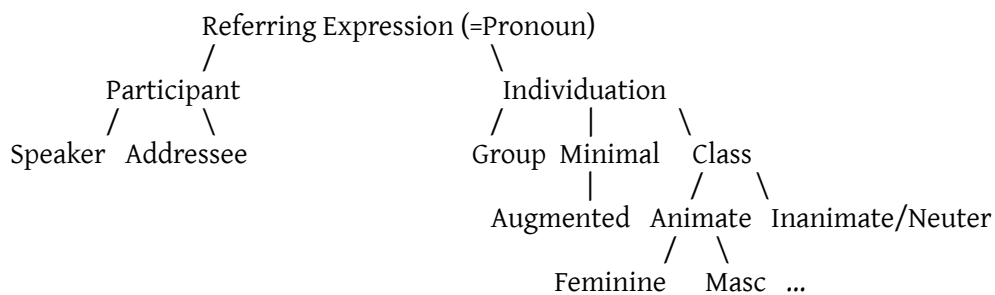 Referring Expression (=Pronoun)
Participant Individuation
Speaker Addressee Group Minimal Class
Augmented Animate Inanimate/Neuter
Feminine Masc ...